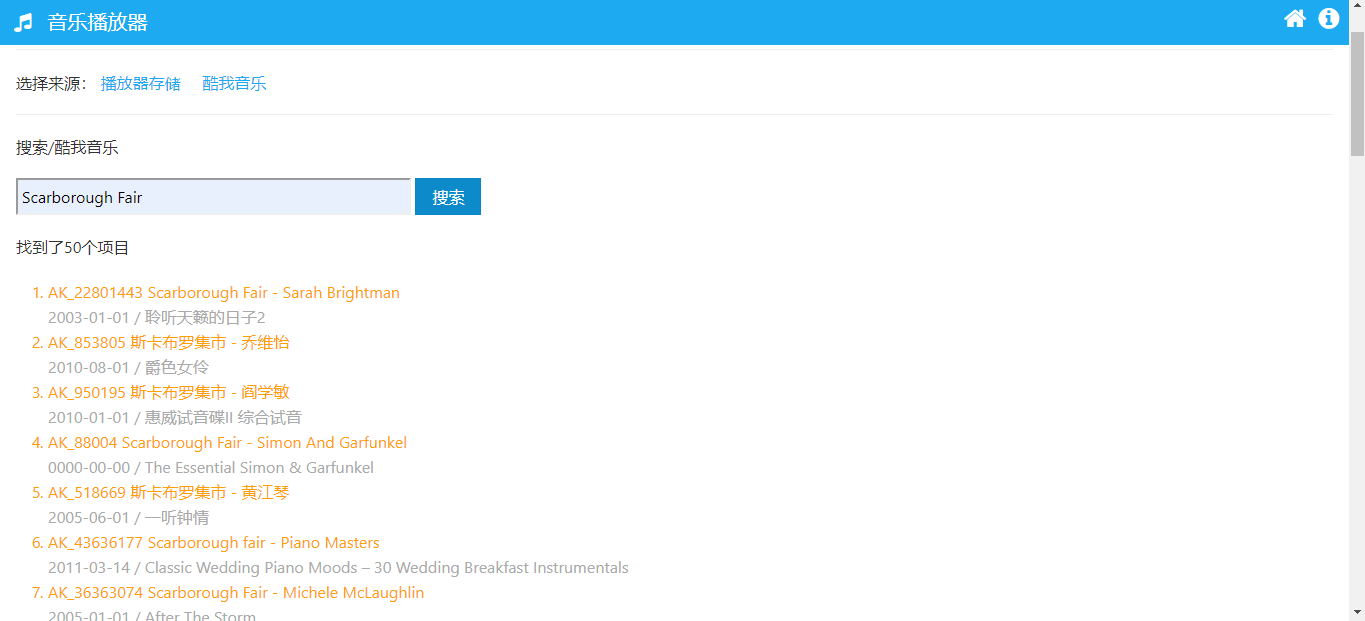 音乐播放器
选择来源： 播放器存储 酷我音乐
搜索/酷我音乐
Scarborough Fair 搜索
找到了50个项目
1. AK_22801443 Scarborough Fair - Sarah Brightman
2003-01-01 / 聆听天籁的日子2
2. AK_853805 斯卡布罗集市 - 乔维怡
2010-08-01 / 爵色女伶
3. AK_950195 斯卡布罗集市 - 阎学敏
2010-01-01 / 惠威试音碟II 综合试音
4. AK_88004 Scarborough Fair - Simon And Garfunkel
0000-00-00 / The Essential Simon & Garfunkel
5. AK_518669 斯卡布罗集市 - 黄江琴
2005-06-01 / 一听钟情
6. AK_43636177 Scarborough fair - Piano Masters
2011-03-14 / Classic Wedding Piano Moods – 30 Wedding Breakfast Instrumentals
7. AK_36363074 Scarborough Fair - Michele McLaughlin
2005-01-01 / After The Storm